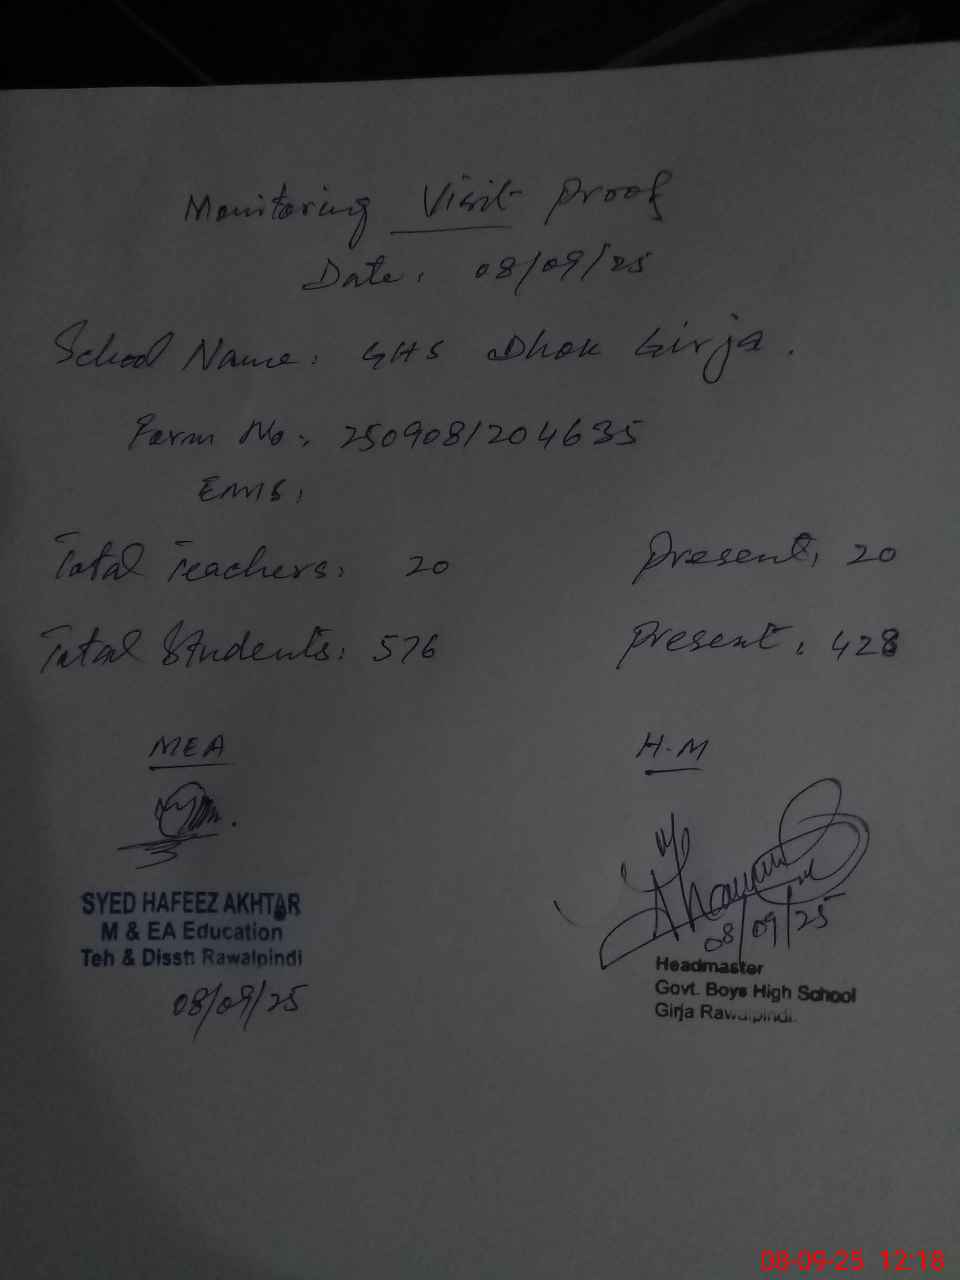 Monitoring Visit Proof
Date: 08/09/25
School Name: GHS Dhok Girja.
Form No: 2509081204635
EMIS:
Total Teachers: 20 Present: 20
Total Students: 576 Present: 428
MEA H.M
SYED HAFEEZ AKHTAR
M & EA Education
Teh & Disstt Rawalpindi
08/09/25
08/09/25
Headmaster
Govt. Boys High School
Girja Rawalpindi.
08-09-25 12:18